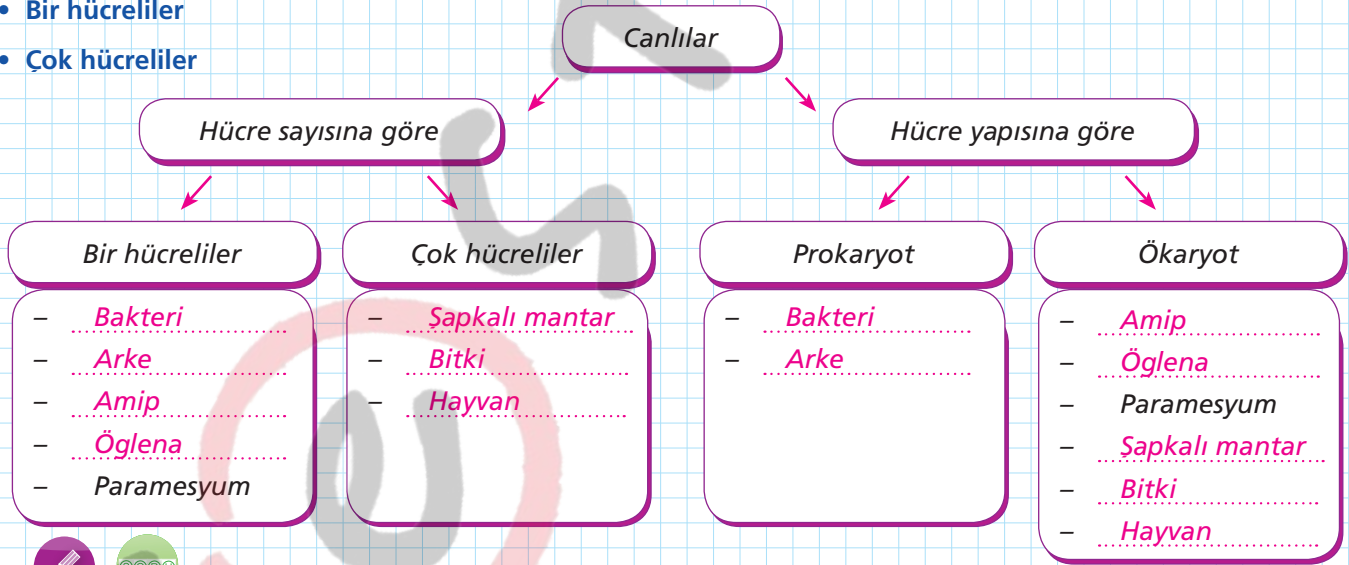 • Bir hücreliler
• Çok hücreliler
Canlılar
Hücre sayısına göre
Hücre yapısına göre
Bir hücreliler
– Bakteri
– Arke
– Amip
– Öglena
– Paramesyum
Çok hücreliler
– Şapkalı mantar
– Bitki
– Hayvan
Prokaryot
– Bakteri
– Arke
Ökaryot
– Amip
– Öglena
– Paramesyum
– Şapkalı mantar
– Bitki
– Hayvan